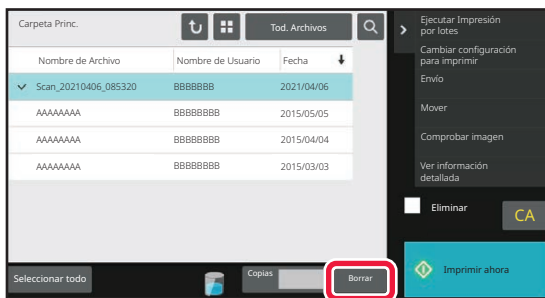 Carpeta Princ.
Tod. Archivos
Nombre de Archivo Nombre de Usuario Fecha
Scan_20210406_085320 BBBBBBB 2021/04/06
AAAAAAAA BBBBBBBB 2015/05/05
AAAAAAAA BBBBBBBB 2015/04/04
AAAAAAAA BBBBBBBB 2015/03/03
Seleccionar todo
Copias
Borrar
Ejecutar Impresión
por lotes
Cambiar configuración
para imprimir
Envío
Mover
Comprobar imagen
Ver información
detallada
Eliminar
CA
Imprimir ahora